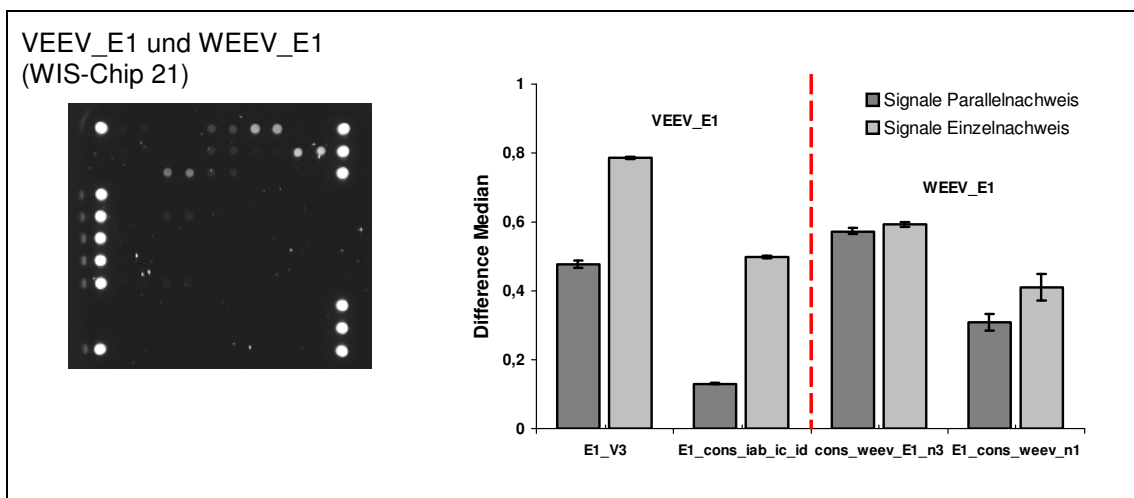 VEEV_E1 und WEEV_E1
(WIS-Chip 21)
Difference Median
1
0,8
0,6
0,4
0,2
0
VEEV_E1
WEEV_E1
Signale Parallelnachweis
Signale Einzelnachweis
E1_V3
E1_cons_iab_ic_id
cons_weev_E1_n3
E1_cons_weev_n1